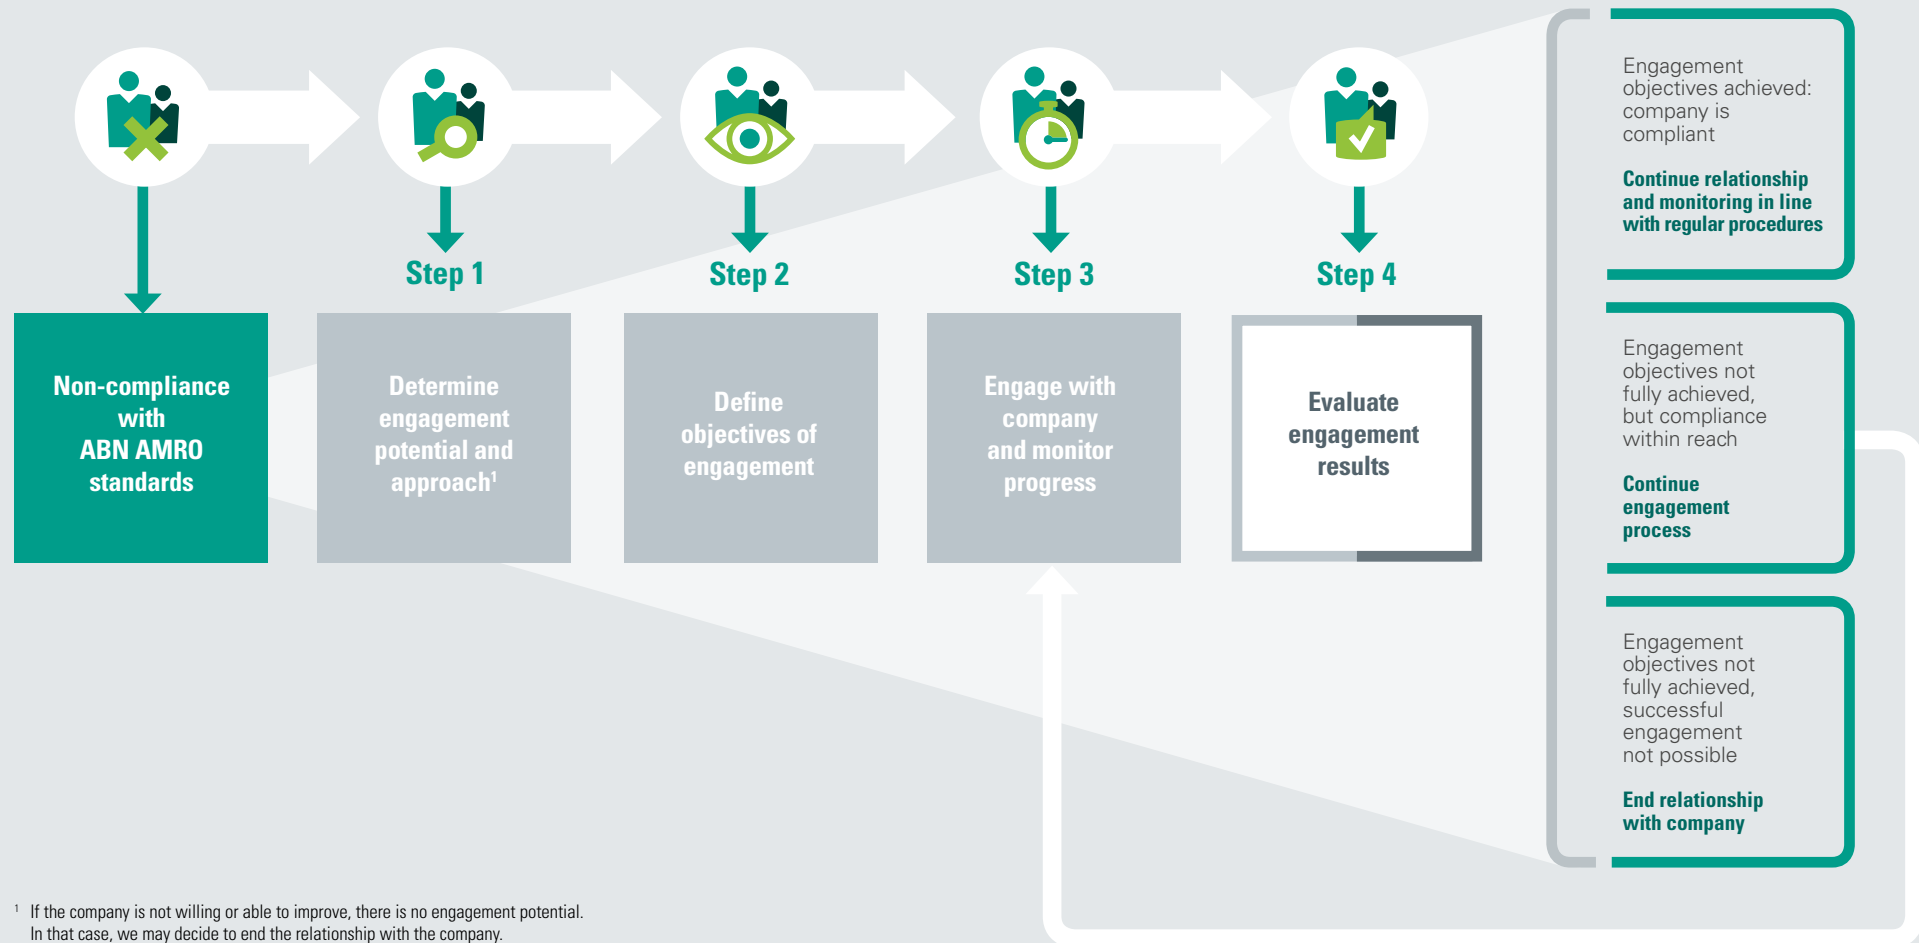 Step 1
Step 2
Step 3
Step 4
Non-compliance
with
ABN AMRO
standards
Determine
engagement
potential and
approach¹
Define
objectives of
engagement
Engage with
company
and monitor
progress
Evaluate
engagement
results
Engagement
objectives achieved:
company is
compliant
Continue relationship
and monitoring in line
with regular procedures
Engagement
objectives not
fully achieved,
but compliance
within reach
Continue
engagement
process
Engagement
objectives not
fully achieved,
successful
engagement
not possible
End relationship
with company
¹ If the company is not willing or able to improve, there is no engagement potential.
In that case, we may decide to end the relationship with the company.